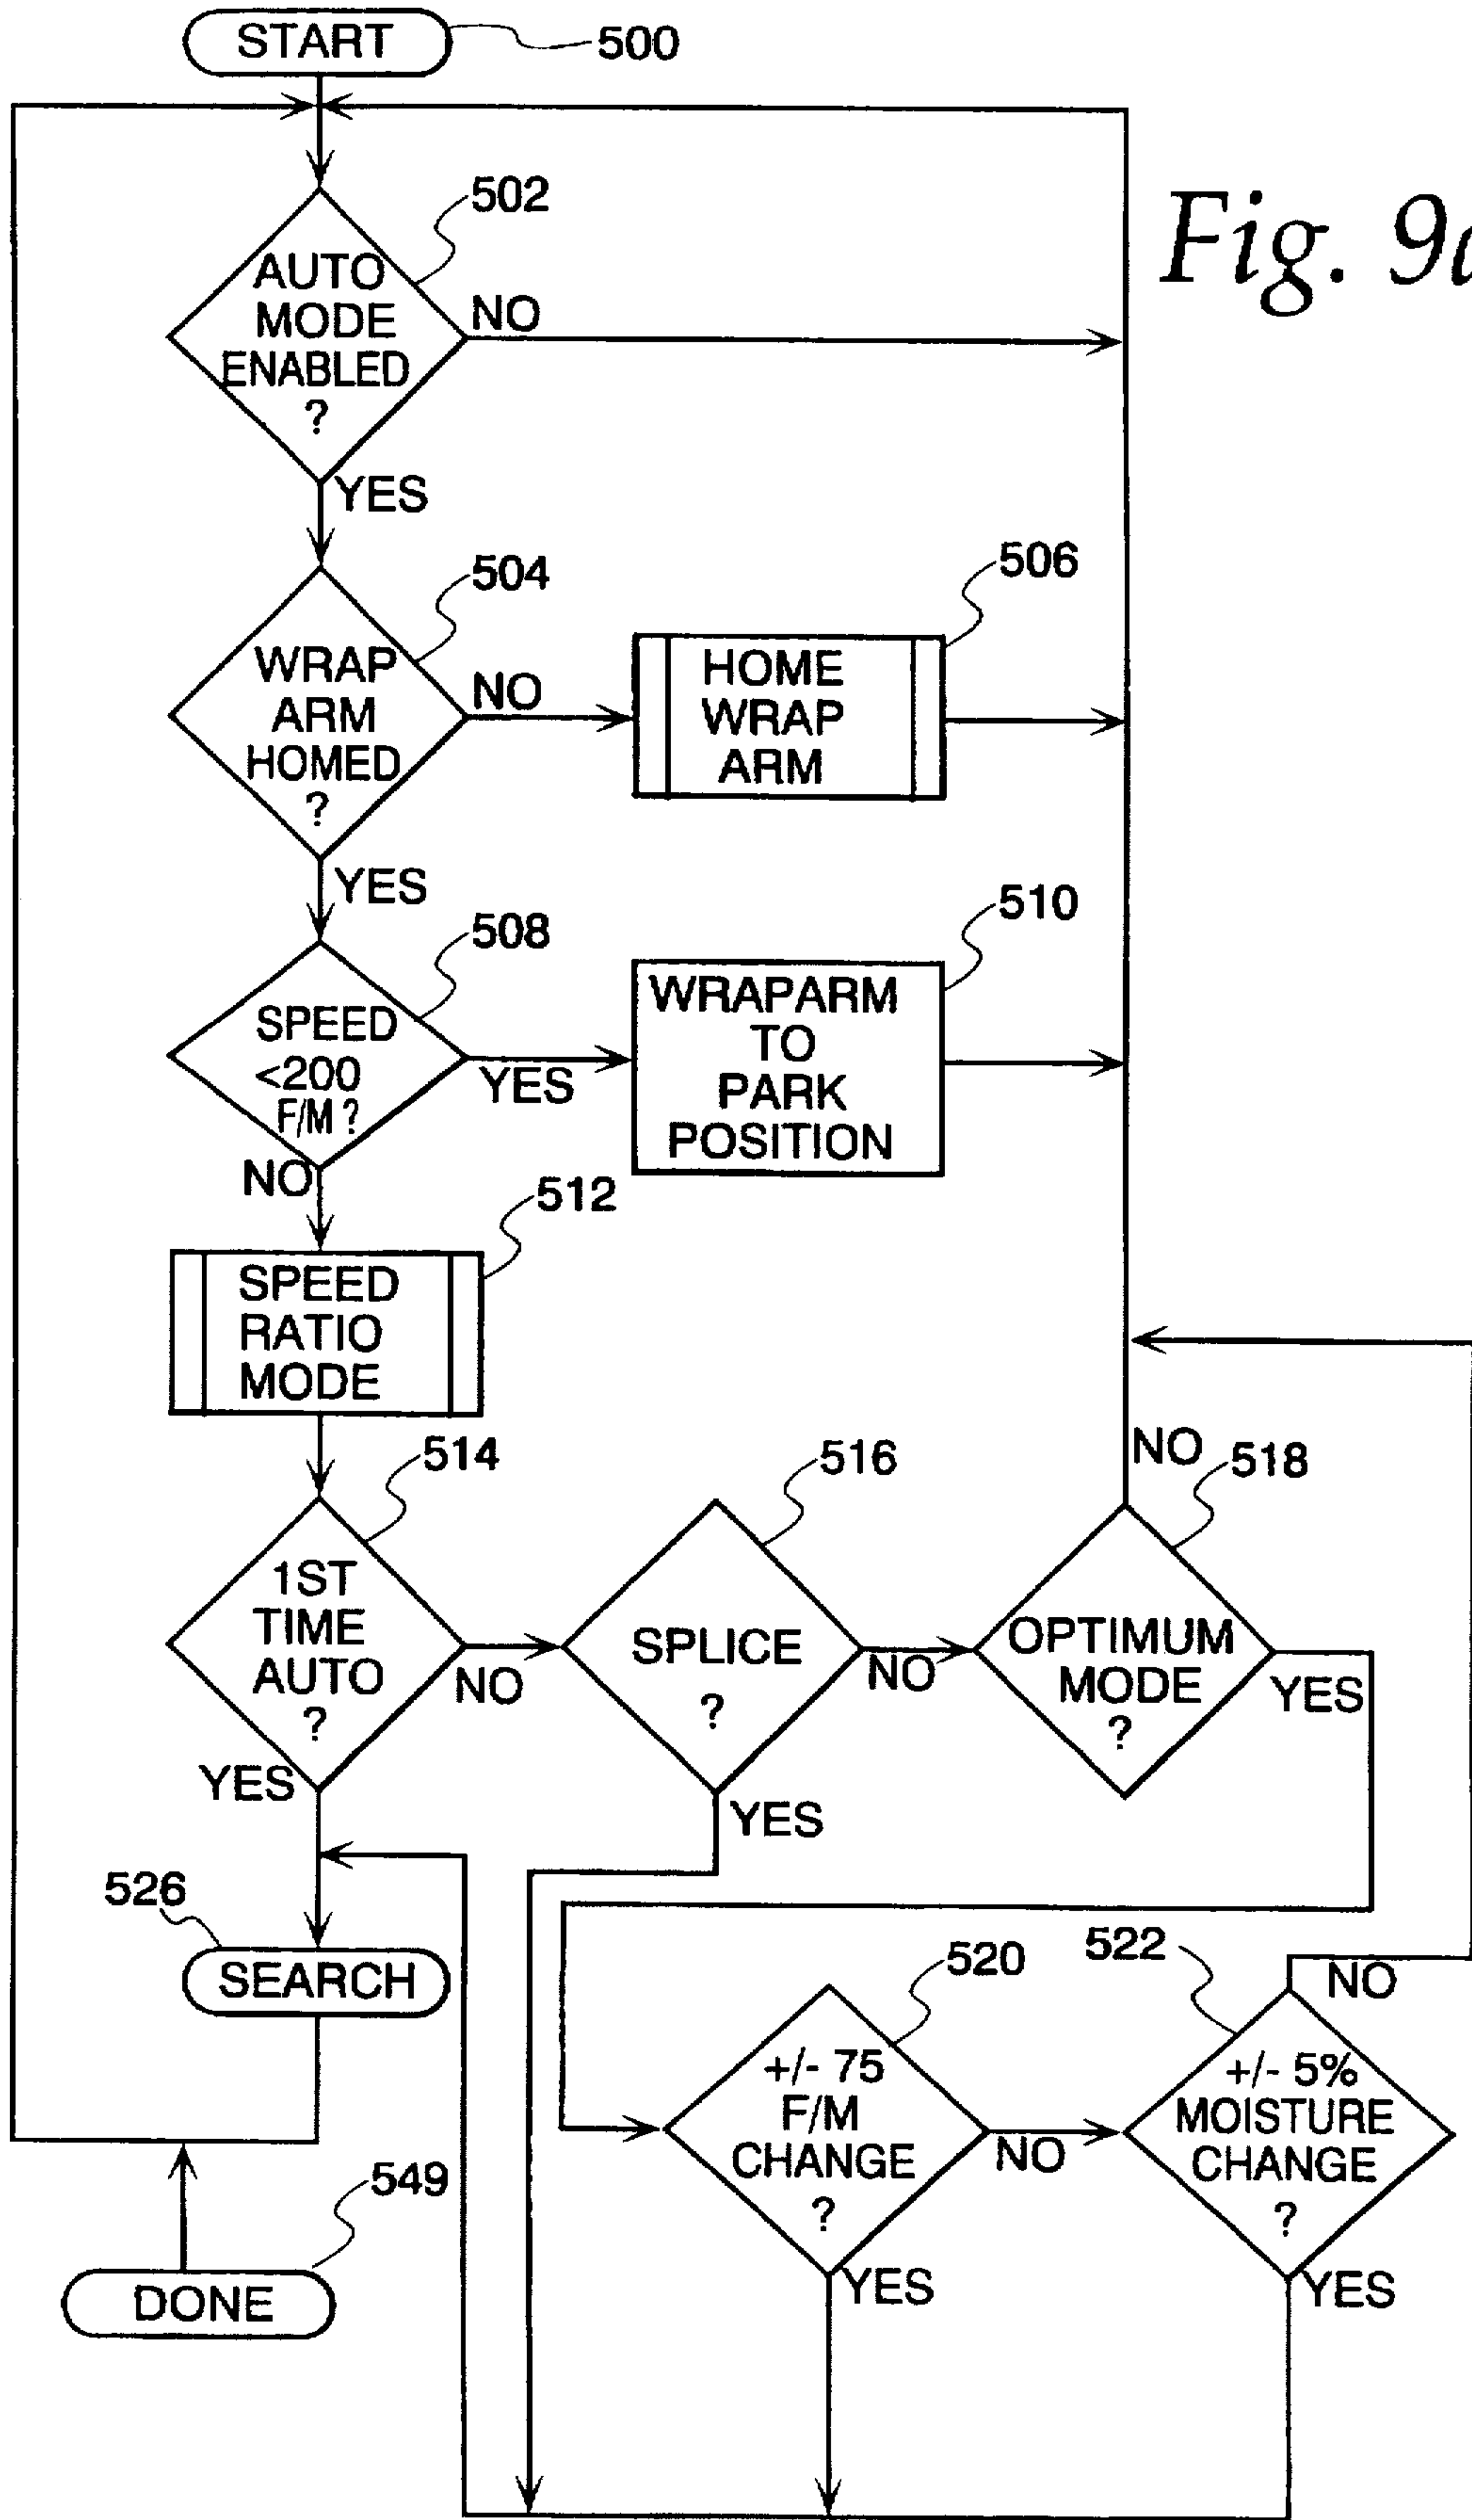 START
500
502
Fig. 9a
AUTO
MODE
ENABLED
?
NO
YES
504
506
WRAP
ARM
HOMED
?
NO
HOME
WRAP
ARM
YES
508
510
SPEED
<200
F/M ?
YES
WRAPARM
TO
PARK
POSITION
NO
512
SPEED
RATIO
MODE
514
516
NO
518
1ST
TIME
AUTO
?
NO
SPLICE
?
NO
OPTIMUM
MODE
?
YES
YES
YES
526
SEARCH
520
522
NO
+/- 75
F/M
CHANGE
?
NO
+/- 5%
MOISTURE
CHANGE
?
549
DONE
YES
YES